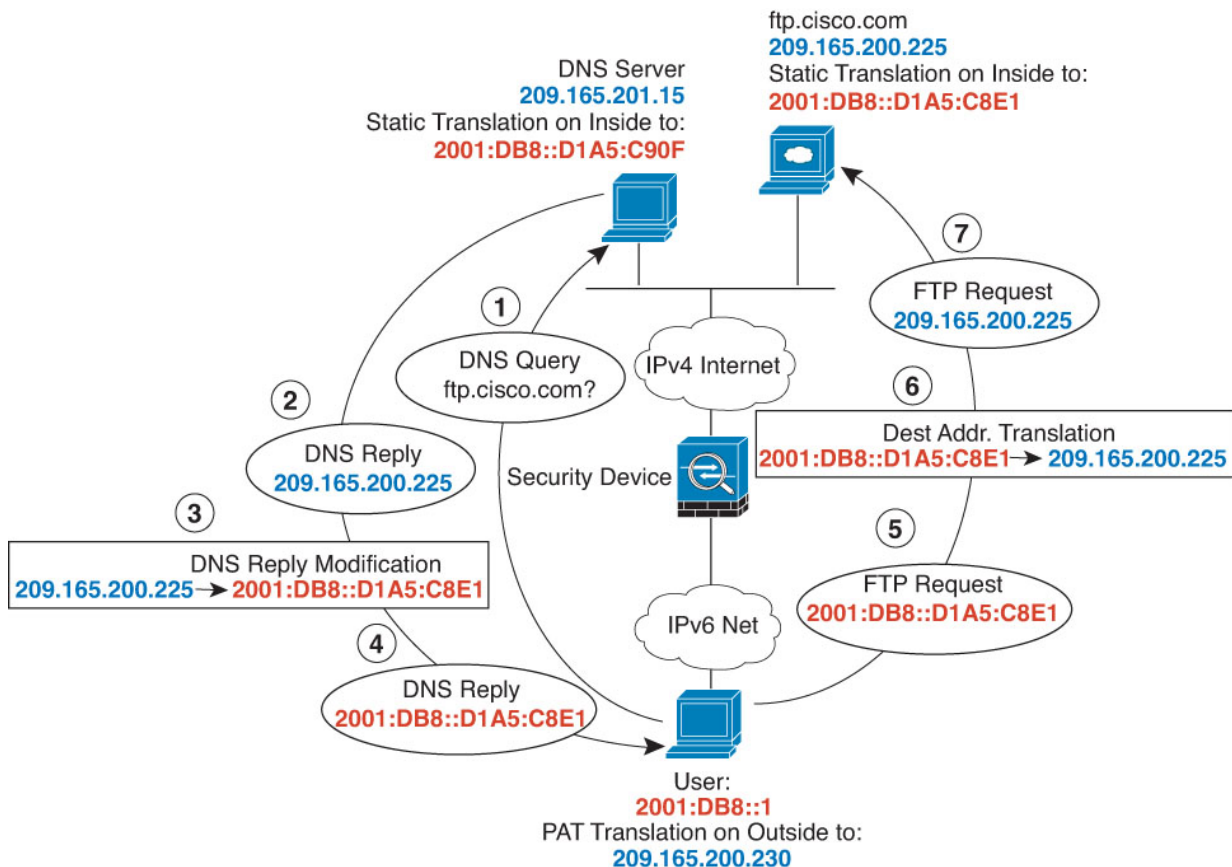 ftp.cisco.com
209.165.200.225
Static Translation on Inside to:
2001:DB8::D1A5:C8E1
DNS Server
209.165.201.15
Static Translation on Inside to:
2001:DB8::D1A5:C90F
7
FTP Request
209.165.200.225
1
DNS Query
ftp.cisco.com?
IPv4 Internet
2
DNS Reply
209.165.200.225
6
Dest Addr. Translation
2001:DB8::D1A5:C8E1 → 209.165.200.225
Security Device
3
DNS Reply Modification
209.165.200.225 → 2001:DB8::D1A5:C8E1
5
FTP Request
2001:DB8::D1A5:C8E1
IPv6 Net
4
DNS Reply
2001:DB8::D1A5:C8E1
User:
2001:DB8::1
PAT Translation on Outside to:
209.165.200.230